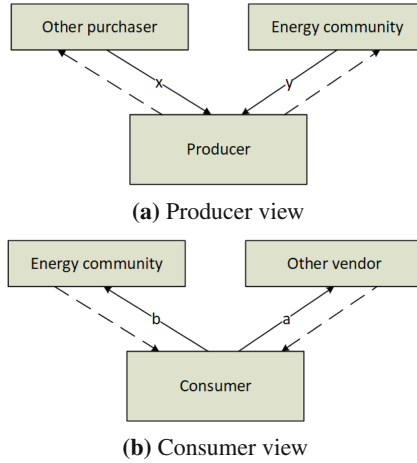 Other purchaser
Energy community
x
y
Producer
(a) Producer view
Energy community
Other vendor
b
a
Consumer
(b) Consumer view